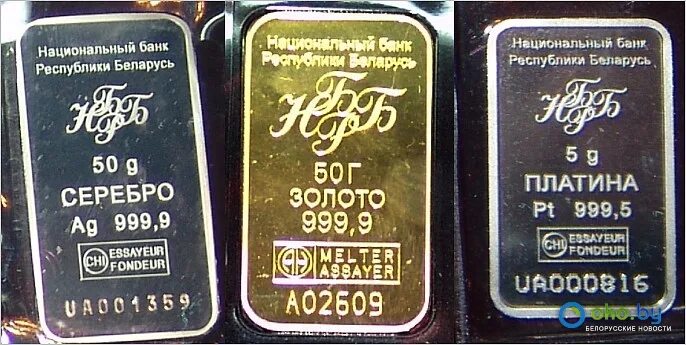 Национальный банк
Республики Беларусь
НБРБ
50 g
СЕРЕБРО
Ag 999,9
CHI ESSAYEUR
FONDEUR
UA001359
Национальный банк
Республики Беларусь
НБРБ
50Г
ЗОЛОТО
999,9
MELTER
ASSAYER
A02609
Национальный банк
Республики Беларусь
НБРБ
5 g
ПЛАТИНА
Pt 999,5
CHI ESSAYEUR
FONDEUR
UA000816
oho.by
БЕЛОРУССКИЕ НОВОСТИ